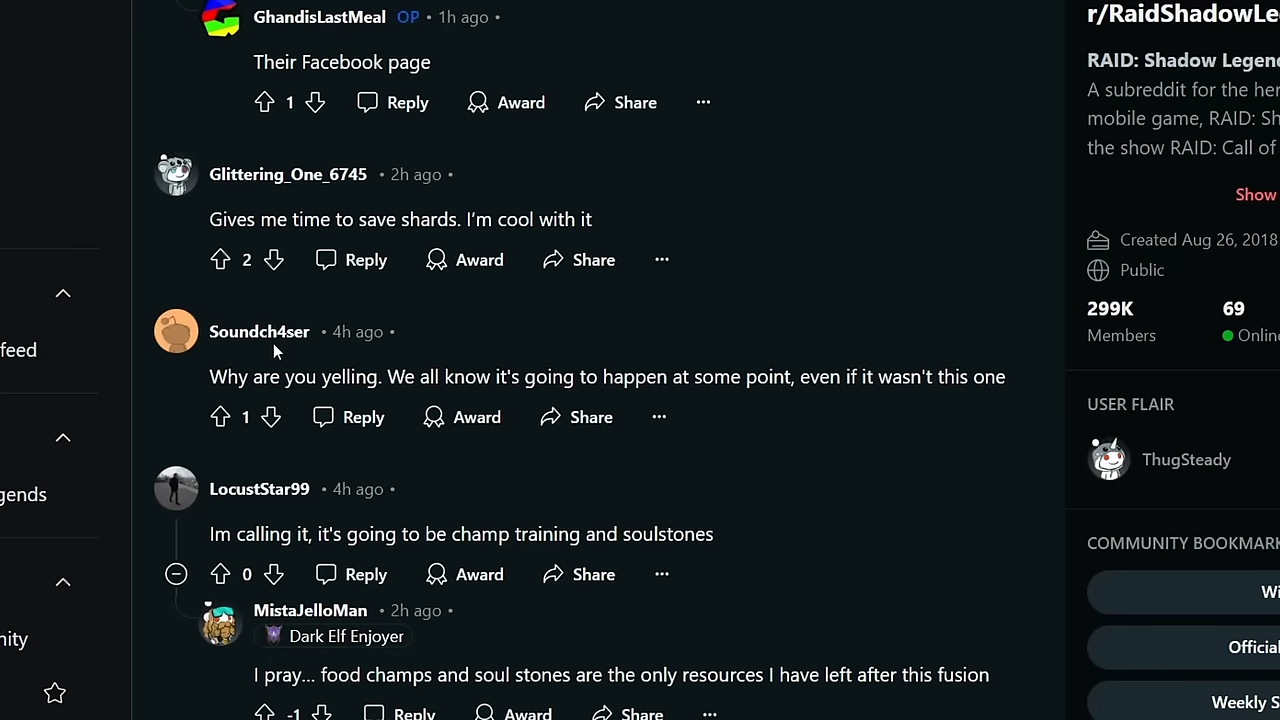 GhandisLastMeal OP • 1h ago •
Their Facebook page
1 Reply Award Share ···
Glittering_One_6745 • 2h ago •
Gives me time to save shards. I’m cool with it
2 Reply Award Share ···
Soundch4ser • 4h ago •
Why are you yelling. We all know it's going to happen at some point, even if it wasn't this one
1 Reply Award Share ···
LocustStar99 • 4h ago •
Im calling it, it's going to be champ training and soulstones
0 Reply Award Share ···
MistaJelloMan • 2h ago •
Dark Elf Enjoyer
I pray... food champs and soul stones are the only resources I have left after this fusion
-1 Reply Award Share ···
feed
gends
nity
r/RaidShadowLe
RAID: Shadow Legend
A subreddit for the her
mobile game, RAID: Sh
the show RAID: Call of
Show
Created Aug 26, 2018
Public
299K 69
Members Online
USER FLAIR
ThugSteady
COMMUNITY BOOKMARK
Wi
Official
Weekly S